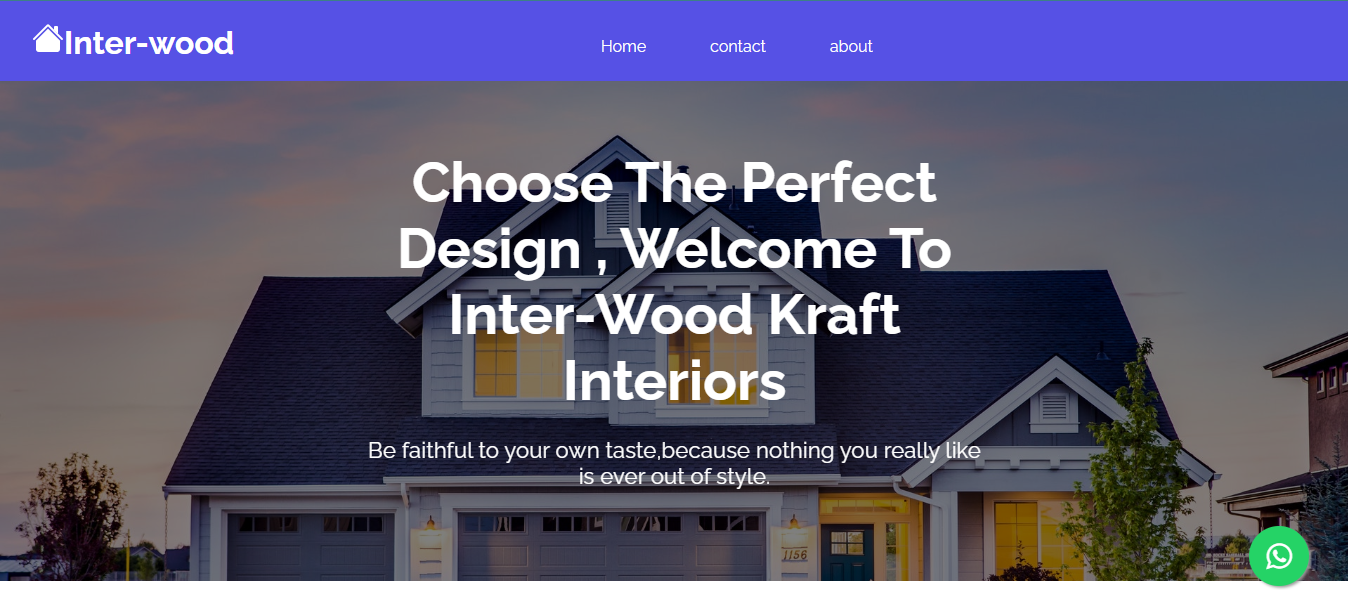 Inter-wood
Home contact about
Choose The Perfect
Design , Welcome To
Inter-Wood Kraft
Interiors
Be faithful to your own taste,because nothing you really like
is ever out of style.
1156